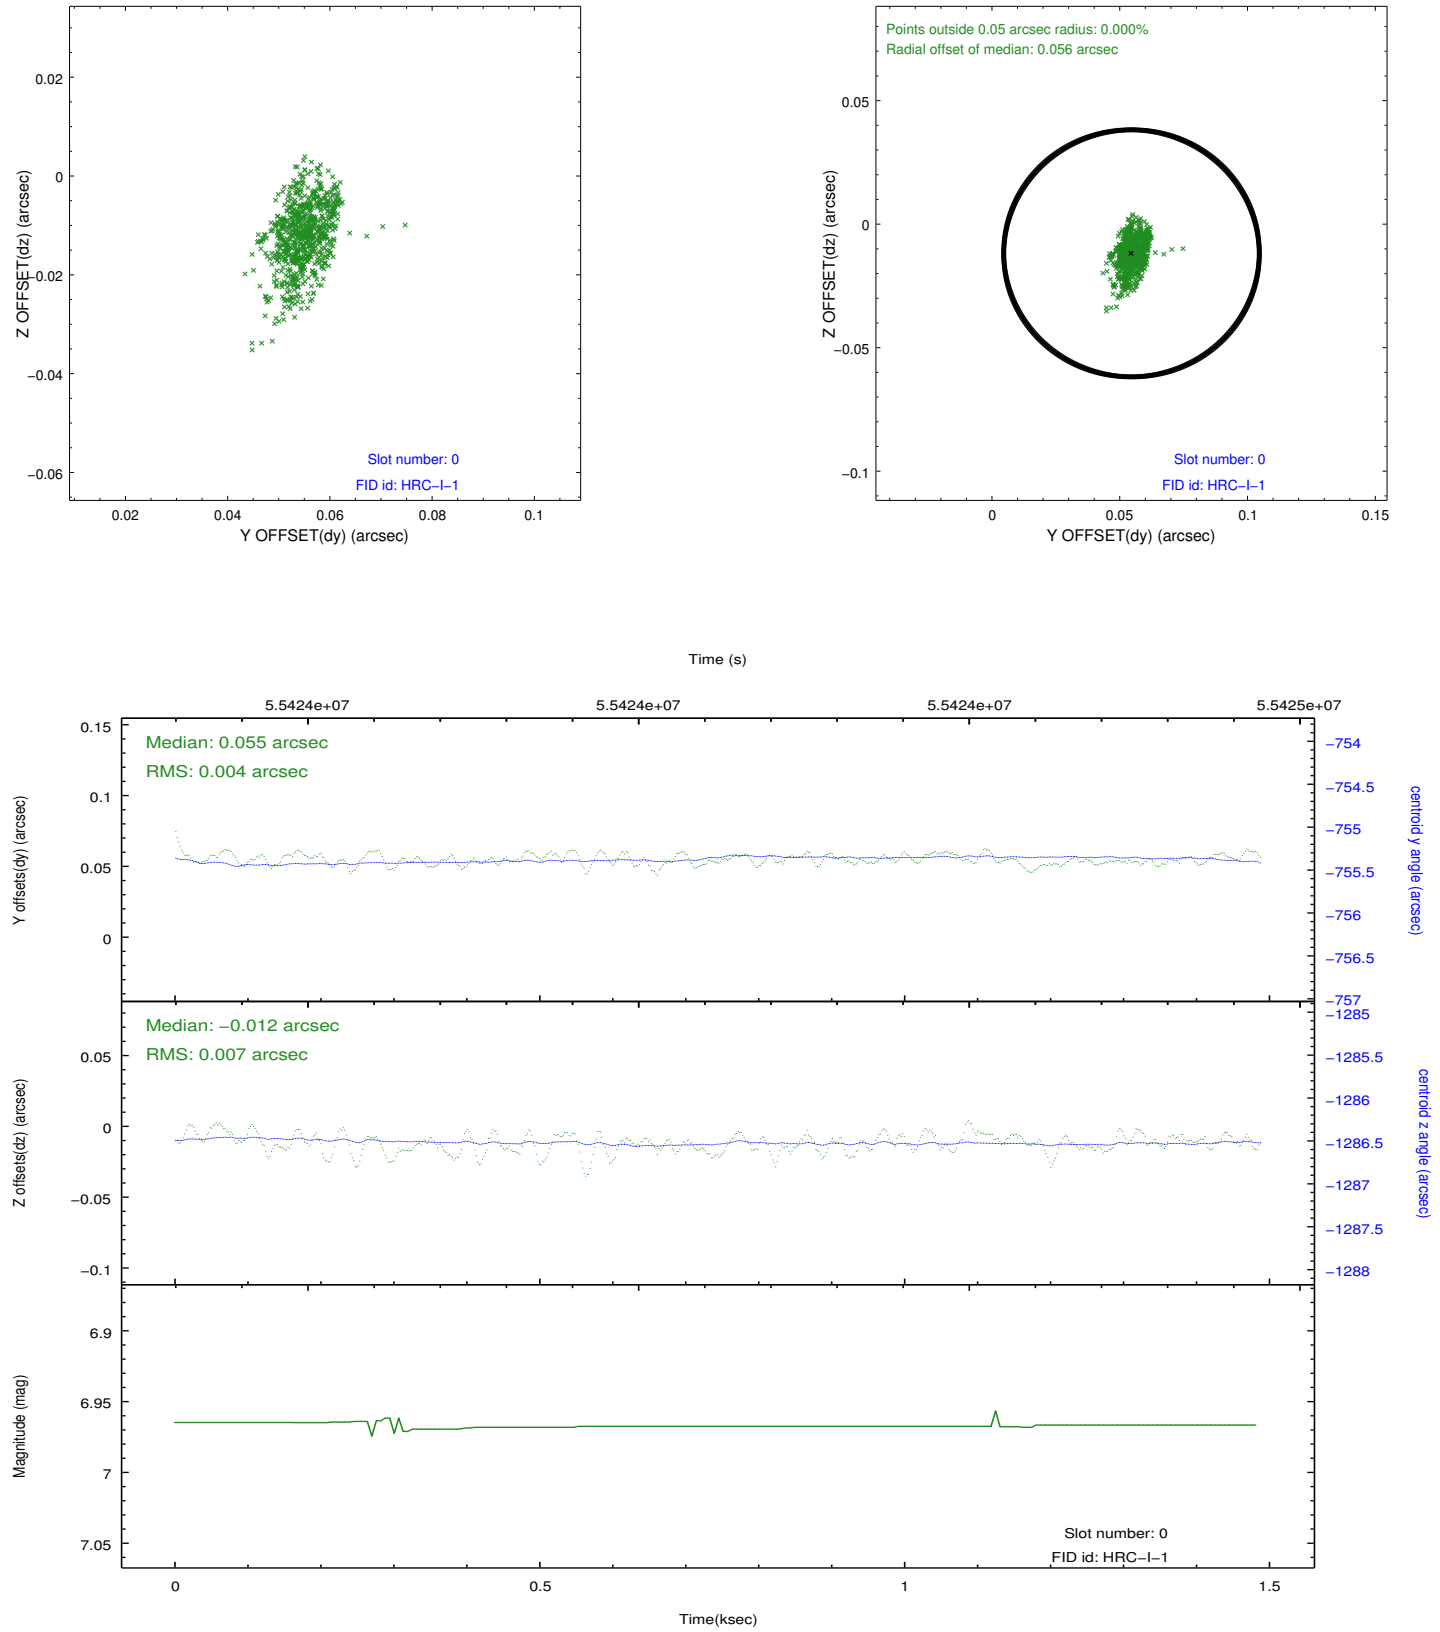 0.02
0
−0.02
−0.04
−0.06
Z OFFSET(dz) (arcsec)
0.02
0.04
0.06
0.08
0.1
Y OFFSET(dy) (arcsec)
Slot number: 0
FID id: HRC−I−1
Points outside 0.05 arcsec radius: 0.000%
Radial offset of median: 0.056 arcsec
0.05
0
−0.05
−0.1
Z OFFSET(dz) (arcsec)
0
0.05
0.1
0.15
Y OFFSET(dy) (arcsec)
Slot number: 0
FID id: HRC−I−1
Time (s)
5.5424e+07
5.5424e+07
5.5424e+07
5.5425e+07
Median: 0.055 arcsec
RMS: 0.004 arcsec
0.15
0.1
0.05
0
Y offsets(dy) (arcsec)
−754
−754.5
−755
−755.5
−756
−756.5
−757
centroid y angle (arcsec)
Median: −0.012 arcsec
RMS: 0.007 arcsec
0.05
0
−0.05
−0.1
Z offsets(dz) (arcsec)
−1285
−1285.5
−1286
−1286.5
−1287
−1287.5
−1288
centroid z angle (arcsec)
6.9
6.95
7
7.05
Magnitude (mag)
Slot number: 0
FID id: HRC−I−1
0
0.5
1
1.5
Time(ksec)